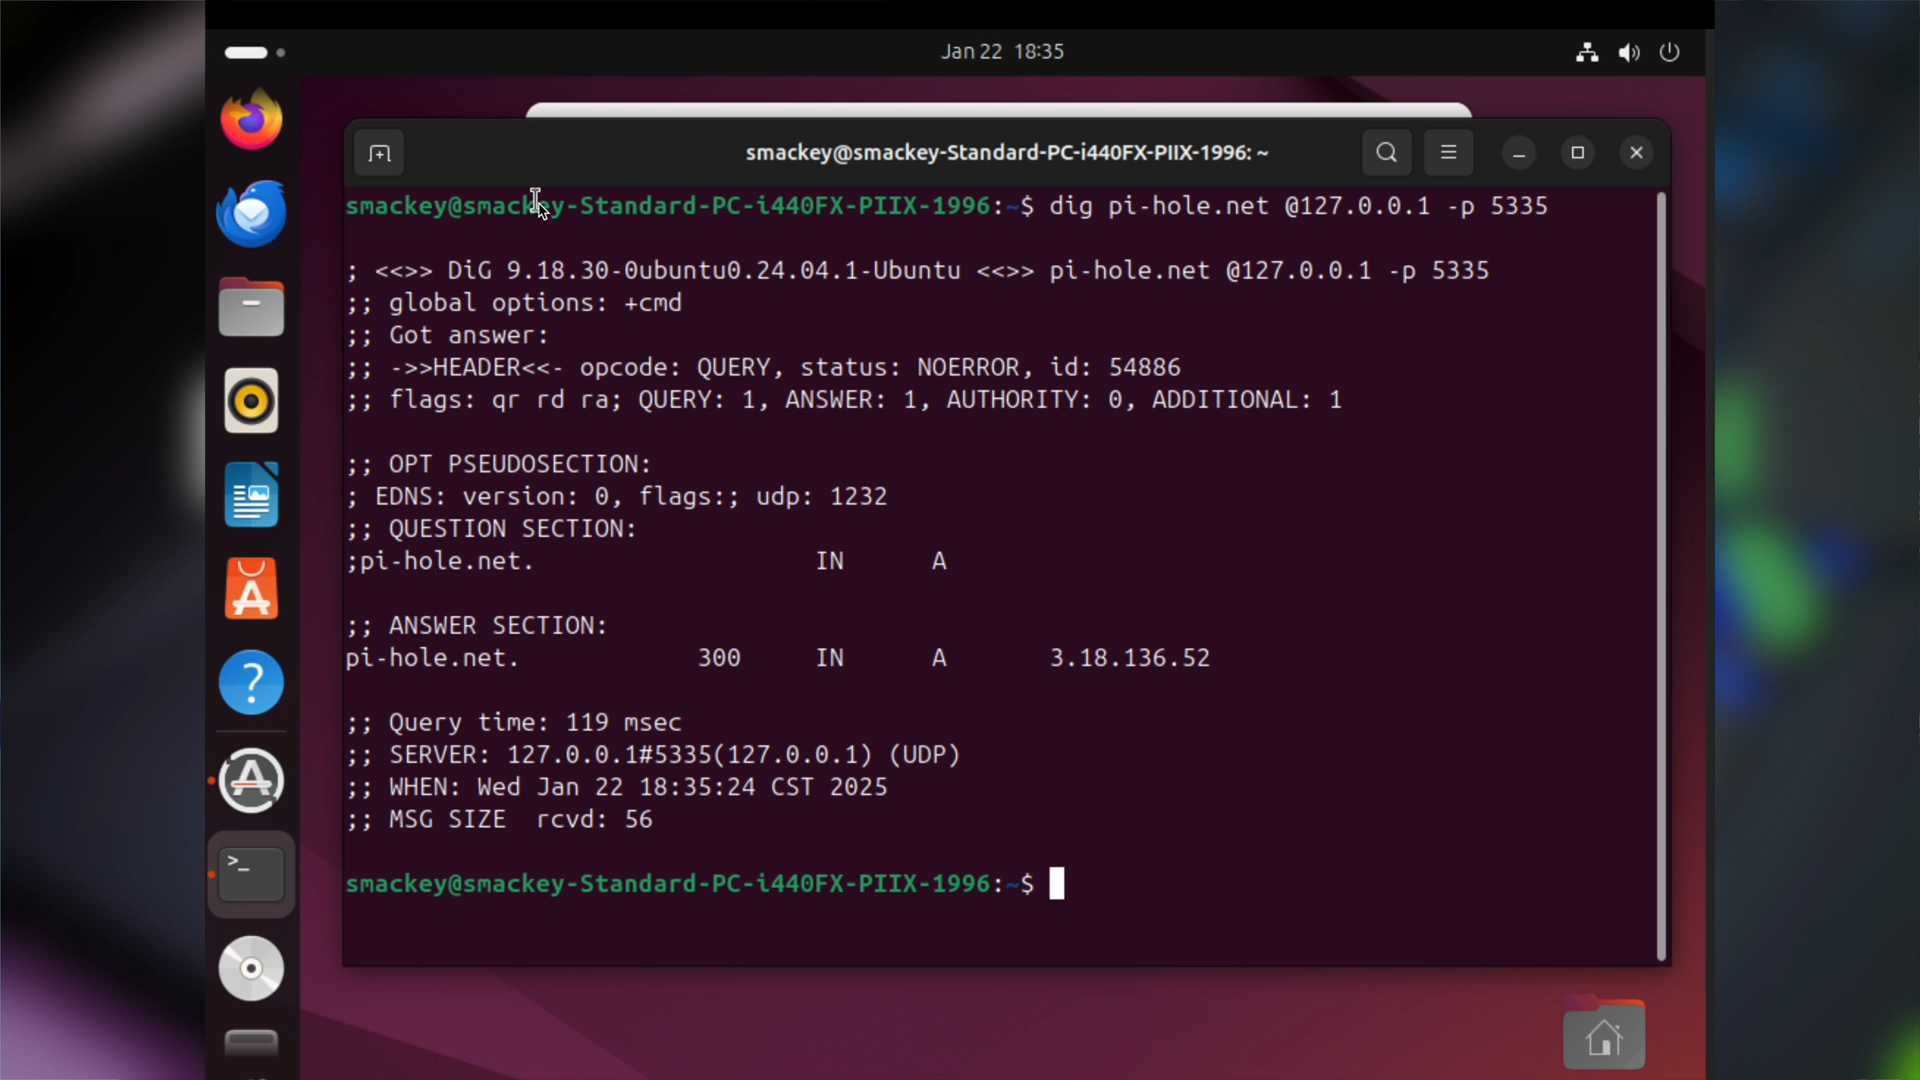 Jan 22 18:35
smackey@smackey-Standard-PC-i440FX-PIIX-1996: ~
smackey@smackey-Standard-PC-i440FX-PIIX-1996:~$ dig pi-hole.net @127.0.0.1 -p 5335
; <<>> DiG 9.18.30-0ubuntu0.24.04.1-Ubuntu <<>> pi-hole.net @127.0.0.1 -p 5335
;; global options: +cmd
;; Got answer:
;; ->>HEADER<<- opcode: QUERY, status: NOERROR, id: 54886
;; flags: qr rd ra; QUERY: 1, ANSWER: 1, AUTHORITY: 0, ADDITIONAL: 1
;; OPT PSEUDOSECTION:
; EDNS: version: 0, flags:; udp: 1232
;; QUESTION SECTION:
;pi-hole.net. IN A
;; ANSWER SECTION:
pi-hole.net. 300 IN A 3.18.136.52
;; Query time: 119 msec
;; SERVER: 127.0.0.1#5335(127.0.0.1) (UDP)
;; WHEN: Wed Jan 22 18:35:24 CST 2025
;; MSG SIZE  rcvd: 56
smackey@smackey-Standard-PC-i440FX-PIIX-1996:~$